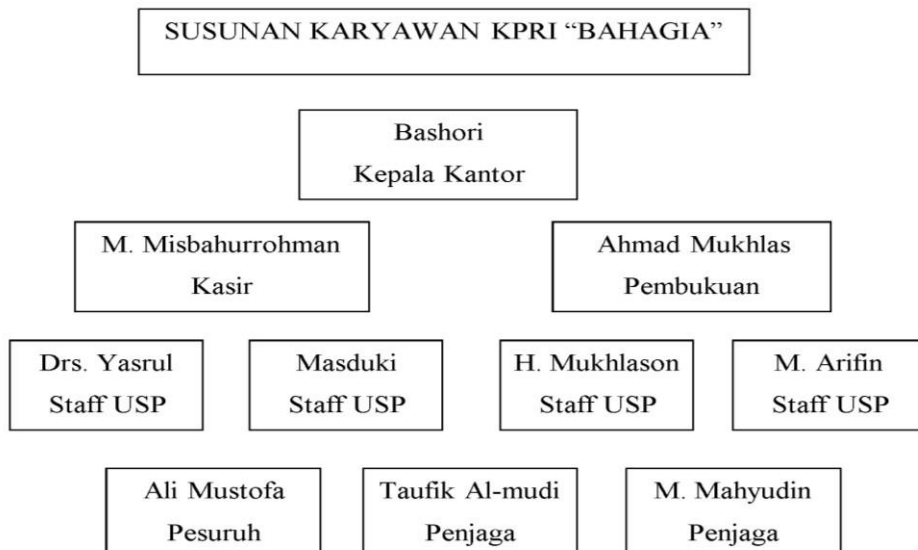 SUSUNAN KARYAWAN KPRI “BAHAGIA”
Bashori
Kepala Kantor
M. Misbahurrohman
Kasir
Ahmad Mukhlas
Pembukuan
Drs. Yasrul
Staff USP
Masduki
Staff USP
H. Mukhlason
Staff USP
M. Arifin
Staff USP
Ali Mustofa
Pesuruh
Taufik Al-mudi
Penjaga
M. Mahyudin
Penjaga